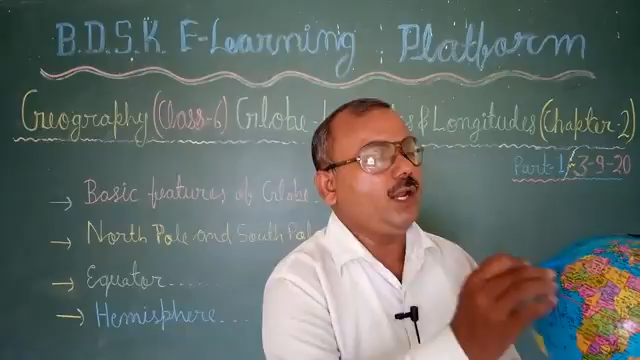 B.D.S.K E-Learning Platform
Geography (Class-6) Globe- & Longitudes (Chapter-2)
Part-1/ 3-9-20
→ Basic features of Globe.
→ North Pole and South Pal
→ Equator......
→ Hemisphere...